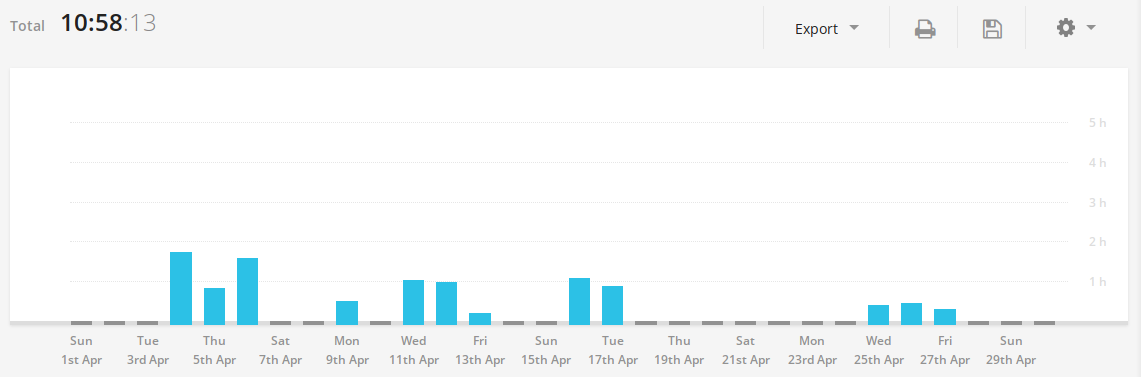 Total 10:58:13 Export
5 h
4 h
3 h
2 h
1 h
Sun Tue Thu Sat Mon Wed Fri Sun Tue Thu Sat Mon Wed Fri Sun
1st Apr 3rd Apr 5th Apr 7th Apr 9th Apr 11th Apr 13th Apr 15th Apr 17th Apr 19th Apr 21st Apr 23rd Apr 25th Apr 27th Apr 29th Apr